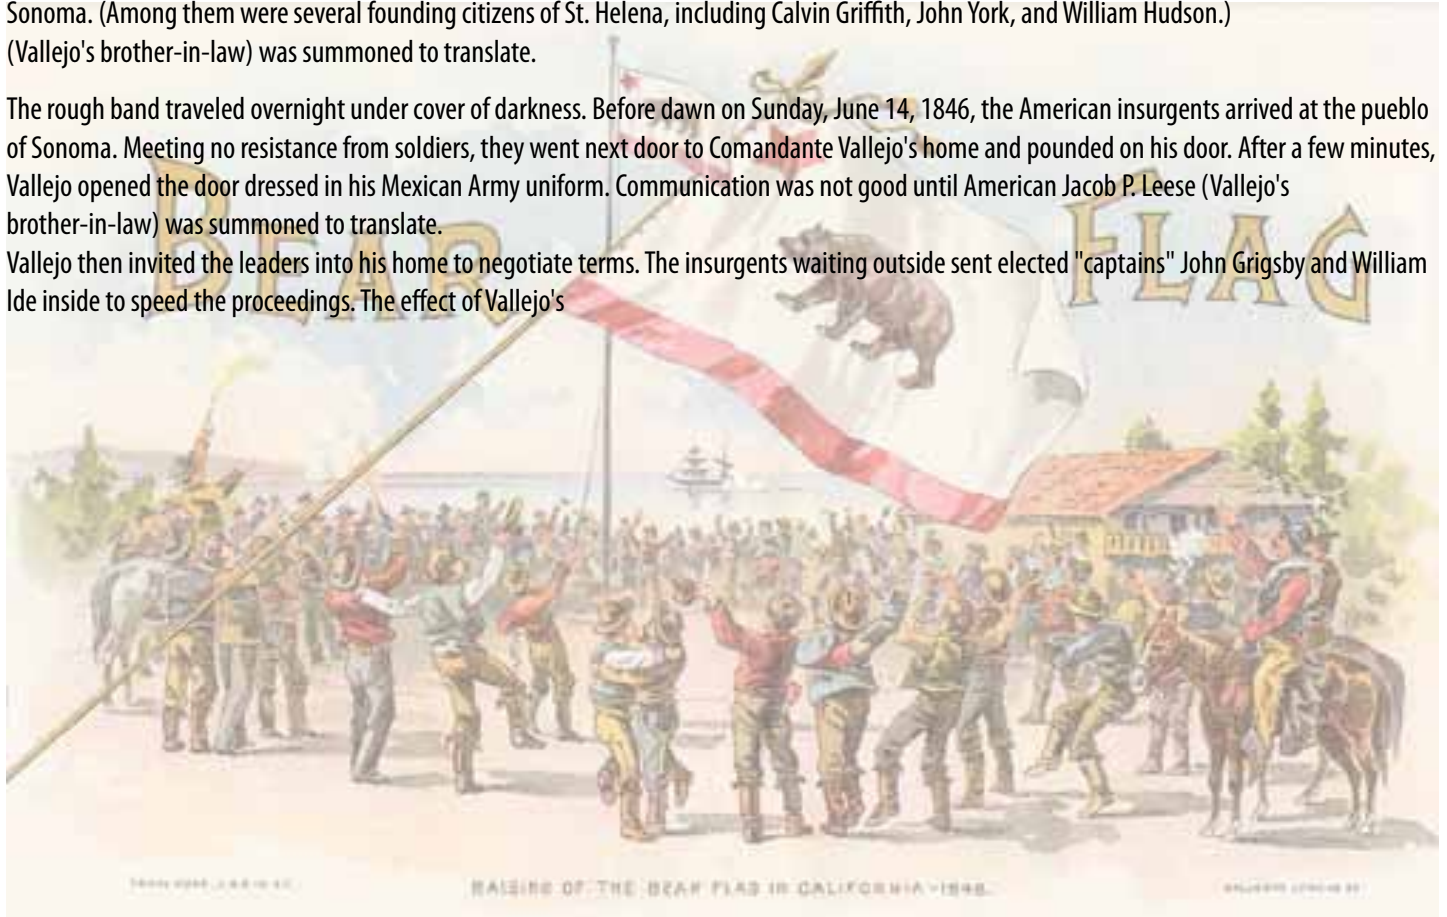 Sonoma. (Among them were several founding citizens of St. Helena, including Calvin Griffith, John York, and William Hudson.)
(Vallejo's brother-in-law) was summoned to translate.
The rough band traveled overnight under cover of darkness. Before dawn on Sunday, June 14, 1846, the American insurgents arrived at the pueblo
of Sonoma. Meeting no resistance from soldiers, they went next door to Comandante Vallejo's home and pounded on his door. After a few minutes,
Vallejo opened the door dressed in his Mexican Army uniform. Communication was not good until American Jacob P. Leese (Vallejo's
brother-in-law) was summoned to translate.
Vallejo then invited the leaders into his home to negotiate terms. The insurgents waiting outside sent elected "captains" John Grigsby and William
Ide inside to speed the proceedings. The effect of Vallejo's
BEAR FLAG
RAISING OF THE BEAR FLAG IN CALIFORNIA-1846.